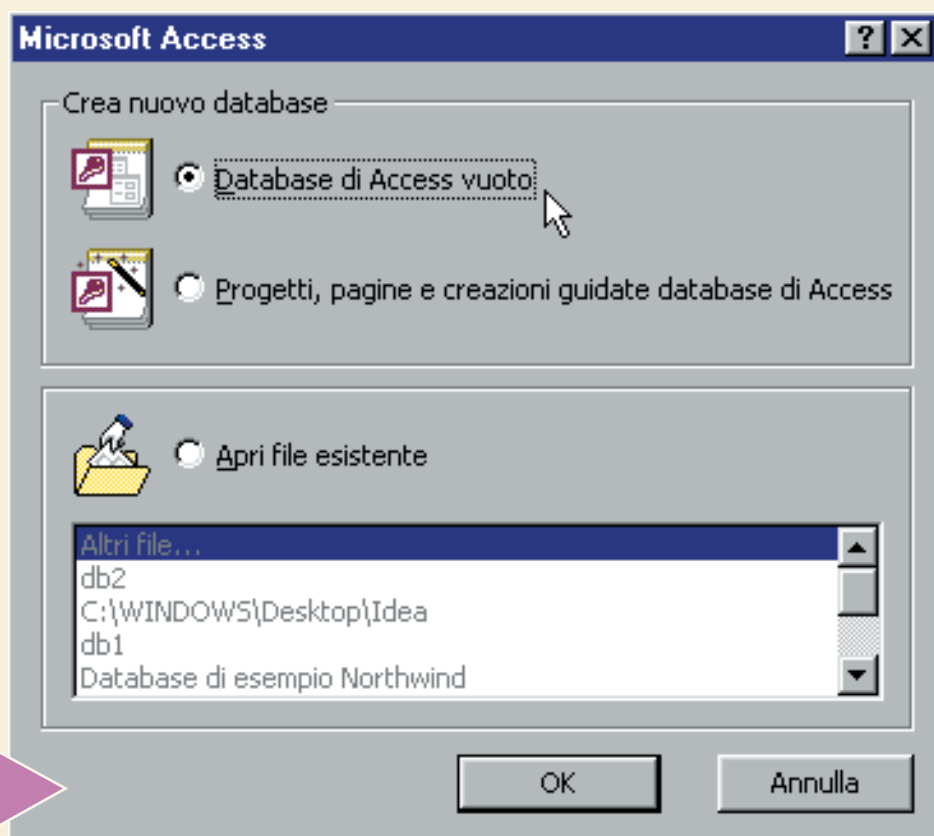 Microsoft Access
Crea nuovo database
Database di Access vuoto
Progetti, pagine e creazioni guidate database di Access
Apri file esistente
Altri file...
db2
C:\WINDOWS\Desktop\Idea
db1
Database di esempio Northwind
OK
Annulla